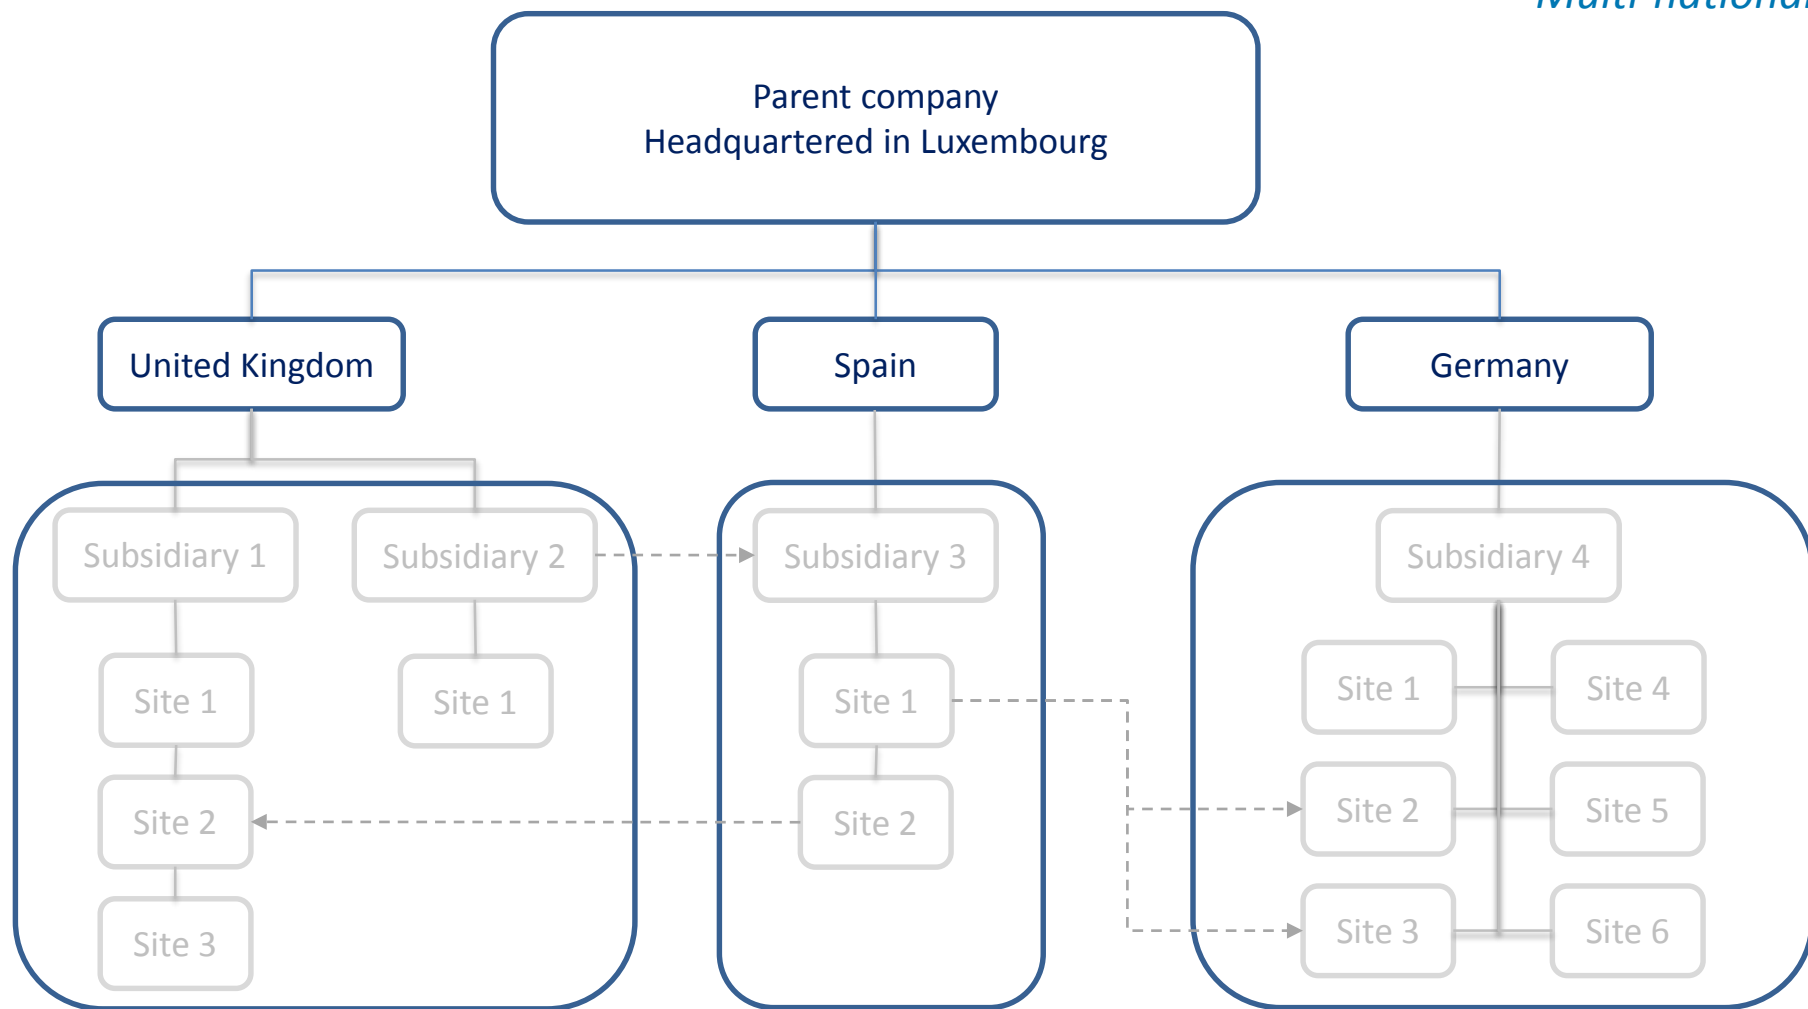 Parent company
Headquartered in Luxembourg
United Kingdom
Spain
Germany
Subsidiary 1
Subsidiary 2
Subsidiary 3
Subsidiary 4
Site 1
Site 1
Site 1
Site 1
Site 4
Site 2
Site 2
Site 2
Site 5
Site 3
Site 3
Site 6